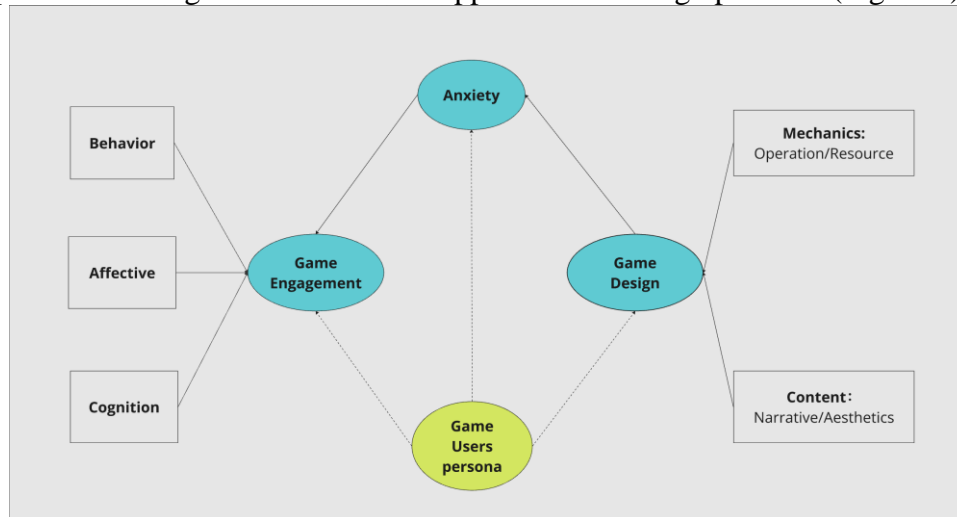 Anxiety
Behavior
Mechanics:
Operation/Resource
Affective
Game
Engagement
Game
Design
Cognition
Content：
Narrative/Aesthetics
Game
Users
persona